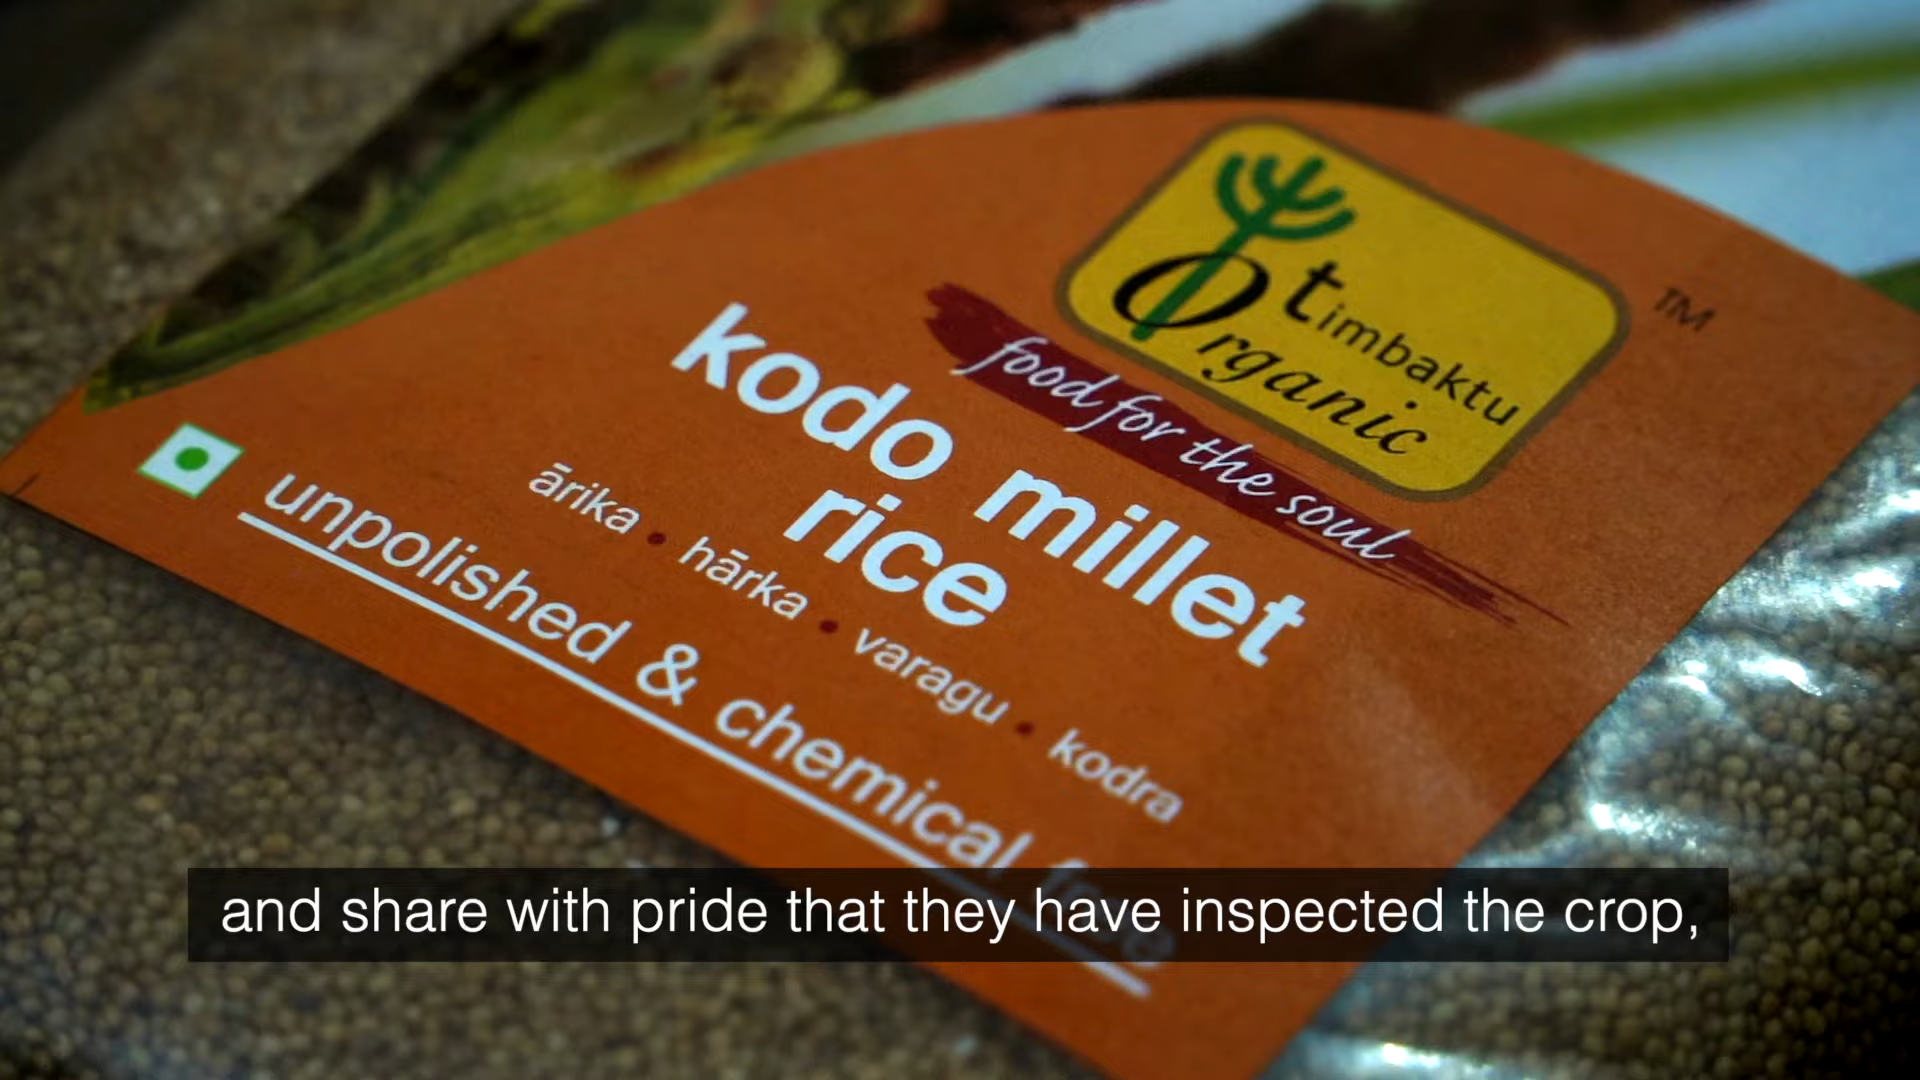 timbaktu
Organic
TM
food for the soul
kodo millet
rice
ārika • hārka • varagu • kodra
unpolished & chemical free
and share with pride that they have inspected the crop,